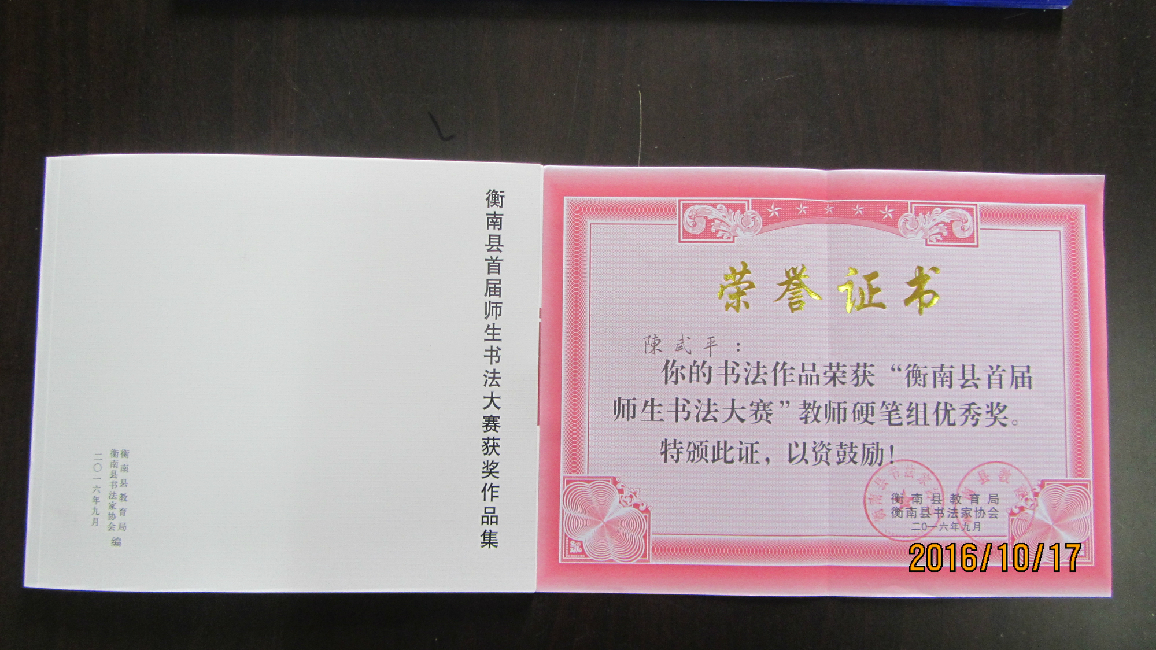 衡南县首届师生书法大赛获奖作品集
衡南县教育局
衡南县书法家协会 编
二〇一六年九月
荣誉证书
陳武平：
你的书法作品荣获“衡南县首届
师生书法大赛”教师硬笔组优秀奖。
特颁此证，以资鼓励！
衡南县教育局
衡南县书法家协会
二〇一六年九月
2016/10/17